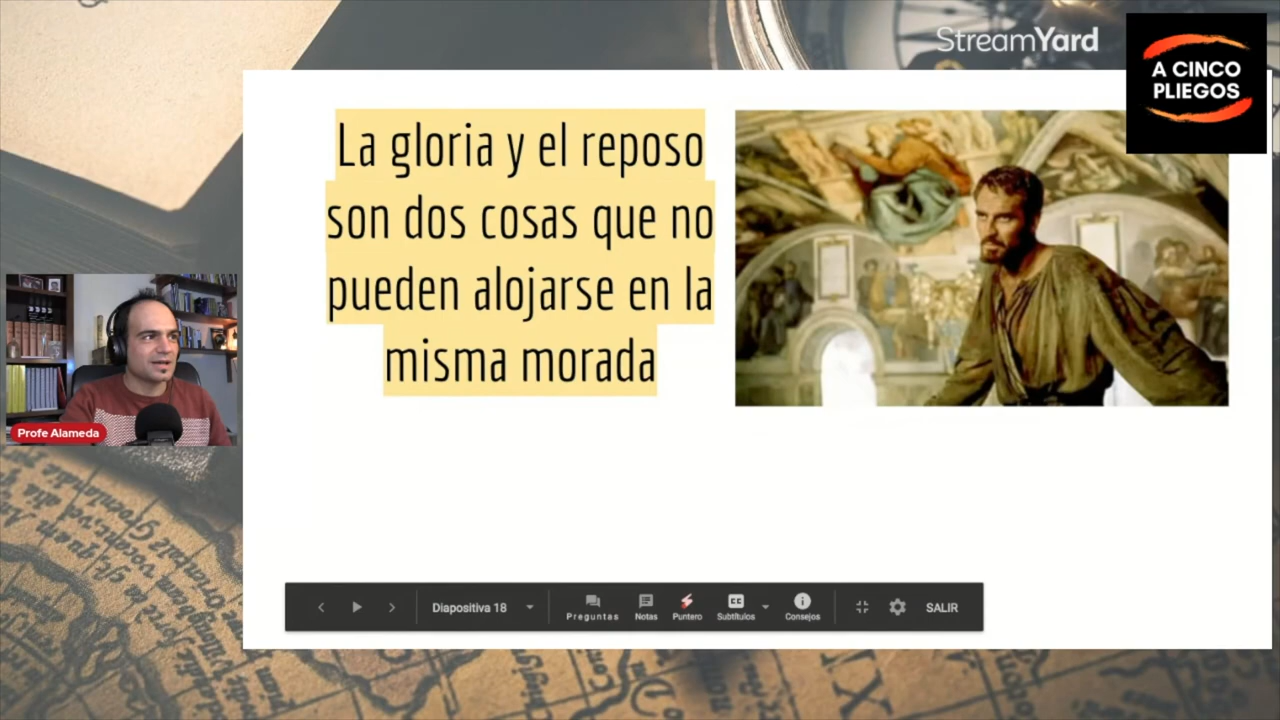 StreamYard
A CINCO
PLIEGOS
La gloria y el reposo
son dos cosas que no
pueden alojarse en la
misma morada
Profe Alameda
Diapositiva 18
Preguntas
Notas
Puntero
Subtítulos
Consejos
SALIR